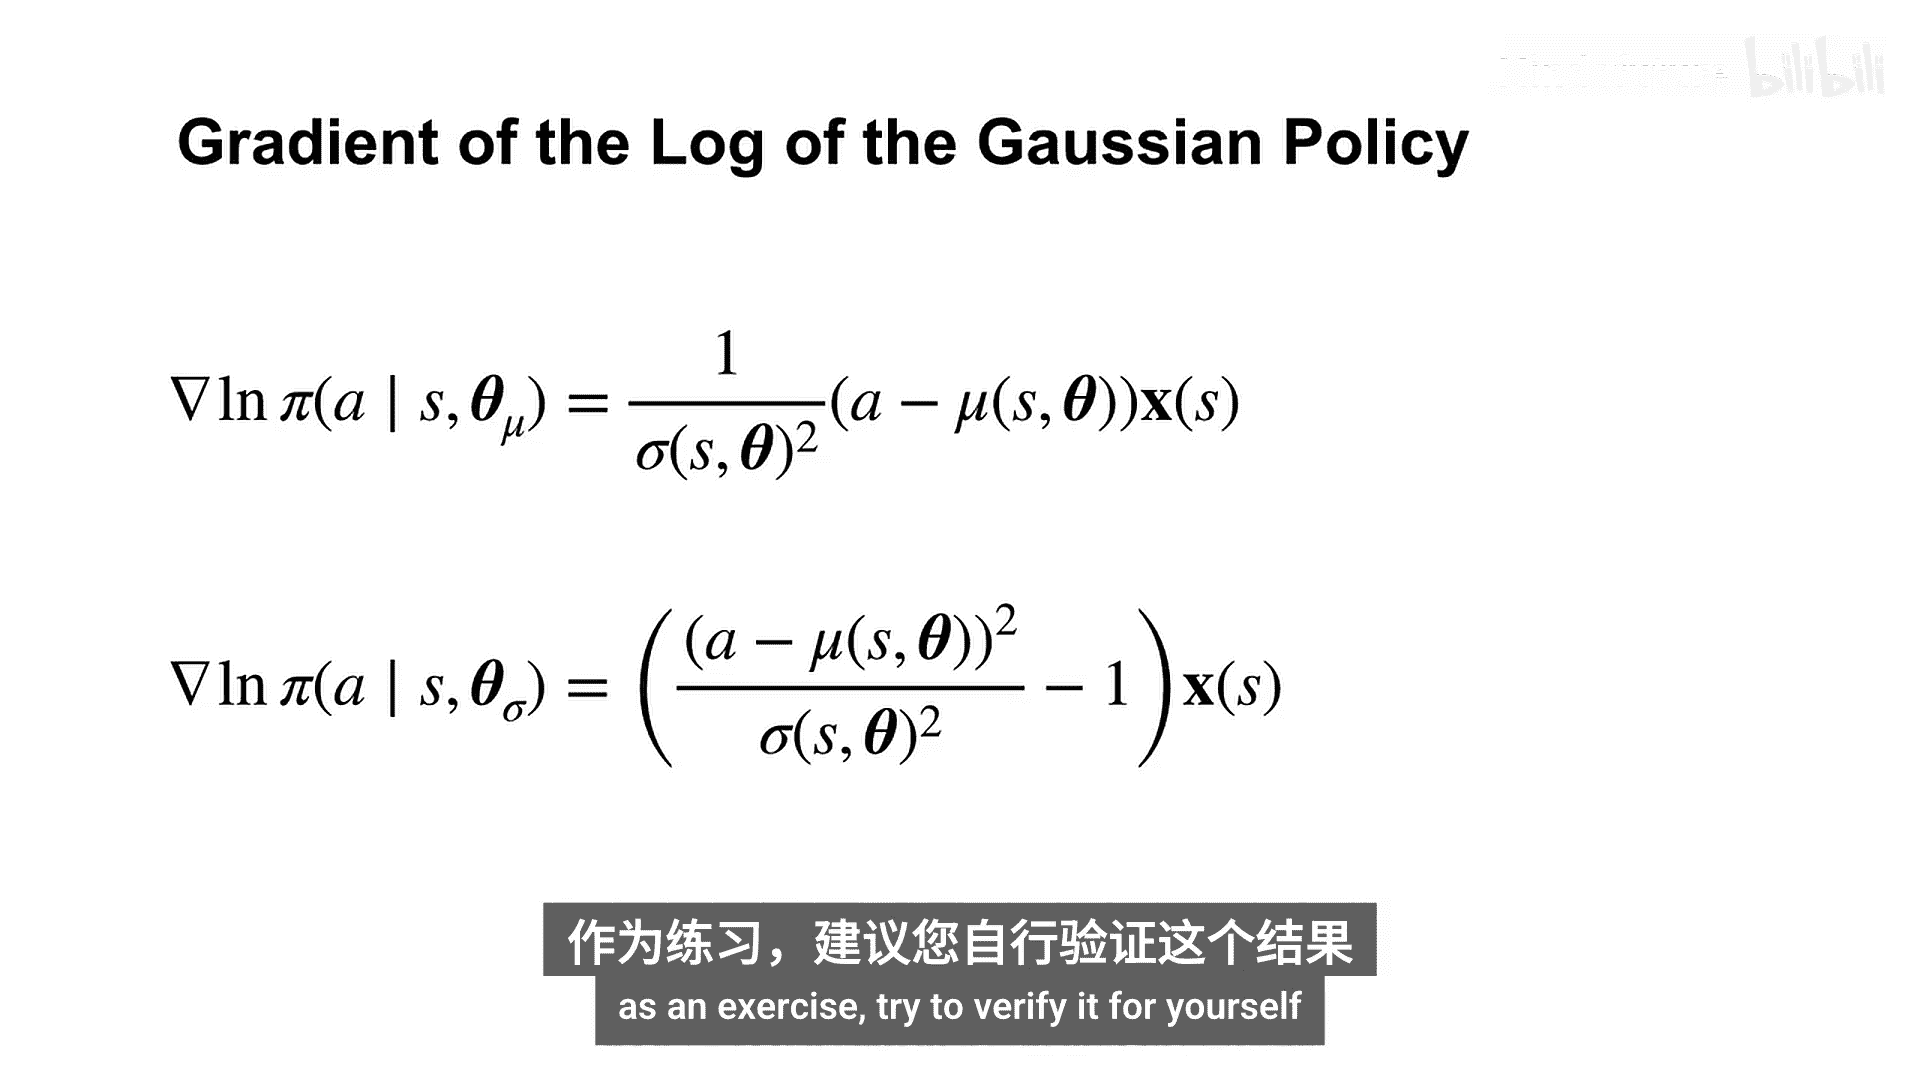 bilibili
Gradient of the Log of the Gaussian Policy
∇ln π(a | s, θ_μ) = 1/σ(s, θ)² (a − μ(s, θ))x(s)
∇ln π(a | s, θ_σ) = ((a − μ(s, θ))²/σ(s, θ)² − 1)x(s)
作为练习，建议您自行验证这个结果
as an exercise, try to verify it for yourself